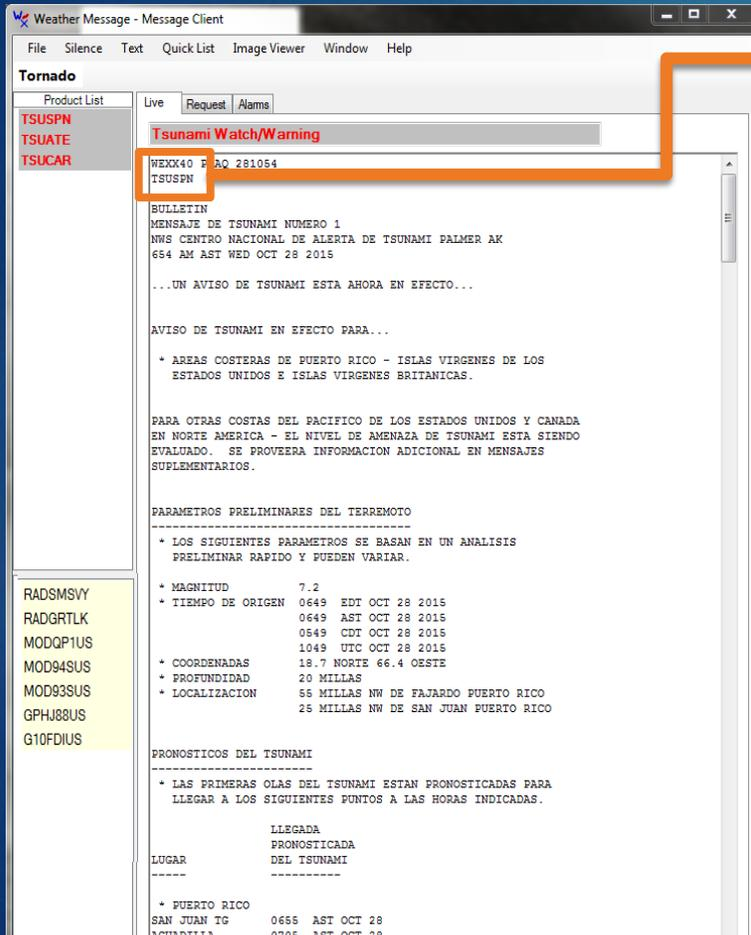 Weather Message - Message Client
File Silence Text Quick List Image Viewer Window Help
Tornado
Product List
TSUSPN
TSUATE
TSUCAR
RADSMSVY
RADGRTLK
MODQP1US
MOD94SUS
MOD93SUS
GPHJ88US
G10FDIUS
Live Request Alarms
Tsunami Watch/Warning
WEXX40 AQ 281054
TSUSPN
BULLETIN
MENSAJE DE TSUNAMI NUMERO 1
NWS CENTRO NACIONAL DE ALERTA DE TSUNAMI PALMER AK
654 AM AST WED OCT 28 2015
...UN AVISO DE TSUNAMI ESTA AHORA EN EFECTO...
AVISO DE TSUNAMI EN EFECTO PARA...
* AREAS COSTERAS DE PUERTO RICO - ISLAS VIRGENES DE LOS
ESTADOS UNIDOS E ISLAS VIRGENES BRITANICAS.
PARA OTRAS COSTAS DEL PACIFICO DE LOS ESTADOS UNIDOS Y CANADA
EN NORTE AMERICA - EL NIVEL DE AMENAZA DE TSUNAMI ESTA SIENDO
EVALUADO. SE PROVEERA INFORMACION ADICIONAL EN MENSAJES
SUPLEMENTARIOS.
PARAMETROS PRELIMINARES DEL TERREMOTO
-------------------------------------
* LOS SIGUIENTES PARAMETROS SE BASAN EN UN ANALISIS
PRELIMINAR RAPIDO Y PUEDEN VARIAR.
* MAGNITUD 7.2
* TIEMPO DE ORIGEN 0649 EDT OCT 28 2015
0649 AST OCT 28 2015
0549 CDT OCT 28 2015
1049 UTC OCT 28 2015
* COORDENADAS 18.7 NORTE 66.4 OESTE
* PROFUNDIDAD 20 MILLAS
* LOCALIZACION 55 MILLAS NW DE FAJARDO PUERTO RICO
25 MILLAS NW DE SAN JUAN PUERTO RICO
PRONOSTICOS DEL TSUNAMI
-----------------------
* LAS PRIMERAS OLAS DEL TSUNAMI ESTAN PRONOSTICADAS PARA
LLEGAR A LOS SIGUIENTES PUNTOS A LAS HORAS INDICADAS.
LLEGADA
PRONOSTICADA
LUGAR DEL TSUNAMI
----- ----------
* PUERTO RICO
SAN JUAN TG 0655 AST OCT 28
AGUADILLA 0705 AST OCT 28